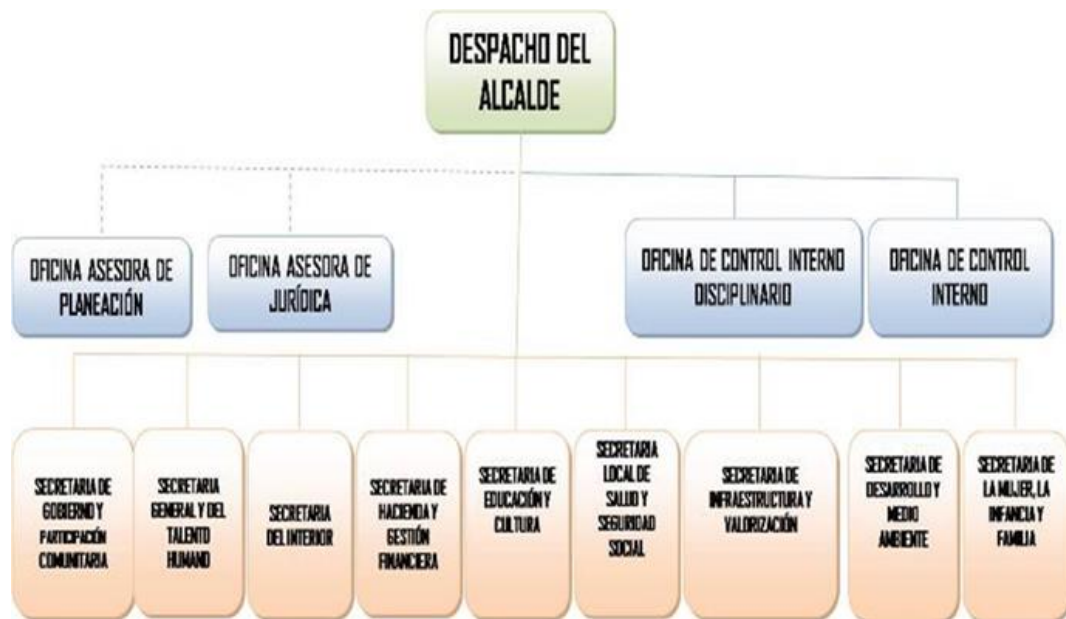 DESPACHO DEL
ALCALDE
OFICINA ASESORA DE
PLANEACIÓN
OFICINA ASESORA DE
JURÍDICA
OFICINA DE CONTROL INTERNO
DISCIPLINARIO
OFICINA DE CONTROL
INTERNO
SECRETARIA DE
GOBIERNO Y
PARTICIPACIÓN
COMUNITARIA
SECRETARIA
GENERAL Y DEL
TALENTO
HUMANO
SECRETARIA
DEL INTERIOR
SECRETARIA DE
HACIENDA Y
GESTIÓN
FINANCIERA
SECRETARIA DE
EDUCACIÓN Y
CULTURA
SECRETARIA
LOCAL DE
SALUD Y
SEGURIDAD
SOCIAL
SECRETARIA DE
INFRAESTRUCTURA Y
VALORIZACIÓN
SECRETARIA DE
DESARROLLO Y
MEDIO
AMBIENTE
SECRETARIA DE
LA MUJER, LA
INFANCIA Y
FAMILIA